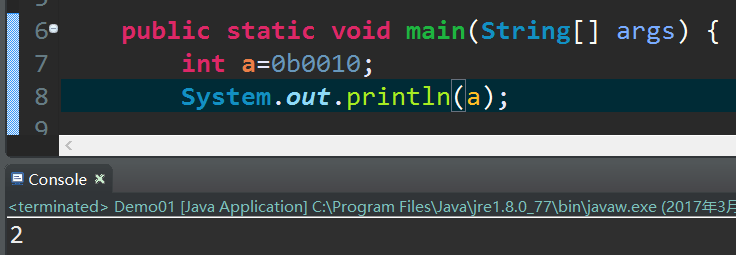 6 public static void main(String[] args) {
7 int a=0b0010;
8 System.out.println(a);
9
Console
<terminated> Demo01 [Java Application] C:\Program Files\Java\jre1.8.0_77\bin\javaw.exe (2017年3月
2